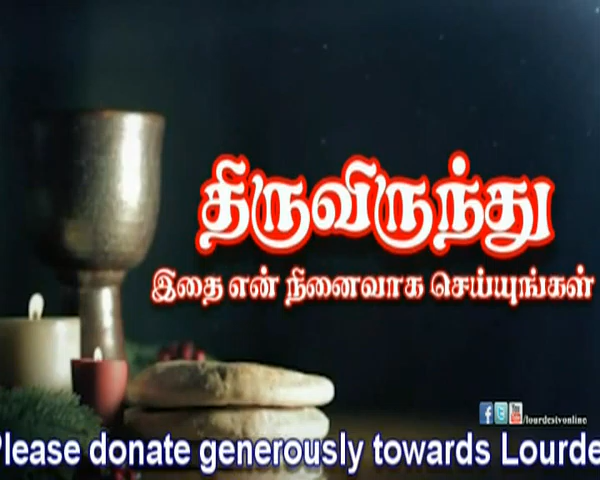 திருவிருந்து
இதை என் நினைவாக செய்யுங்கள்
/lourdestvonline
Please donate generously towards Lourde